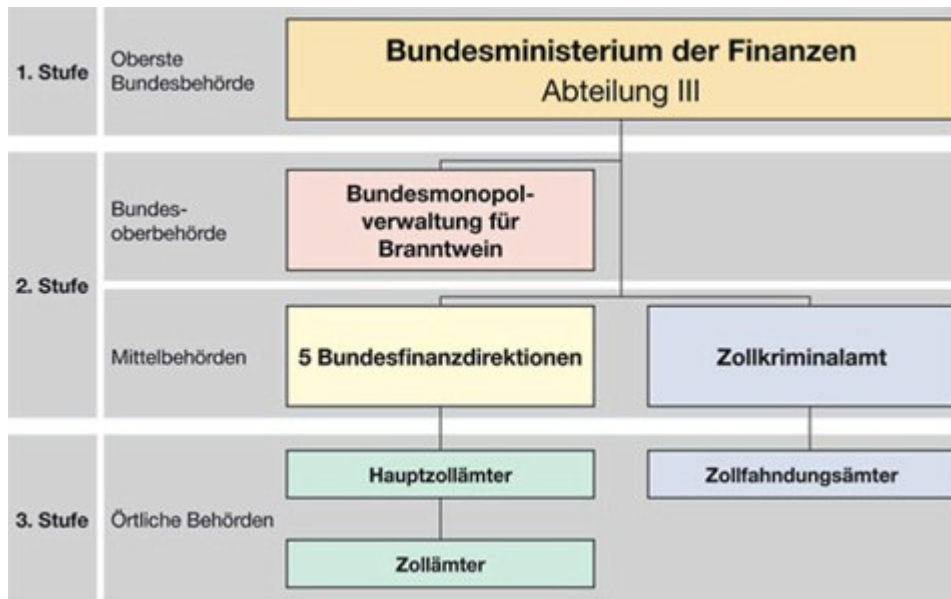 1. Stufe
Oberste
Bundesbehörde
Bundesministerium der Finanzen
Abteilung III
2. Stufe
Bundes-
oberbehörde
Bundesmonopol-
verwaltung für
Branntwein
Mittelbehörden
5 Bundesfinanzdirektionen
Zollkriminalamt
3. Stufe
Örtliche Behörden
Hauptzollämter
Zollfahndungsämter
Zollämter